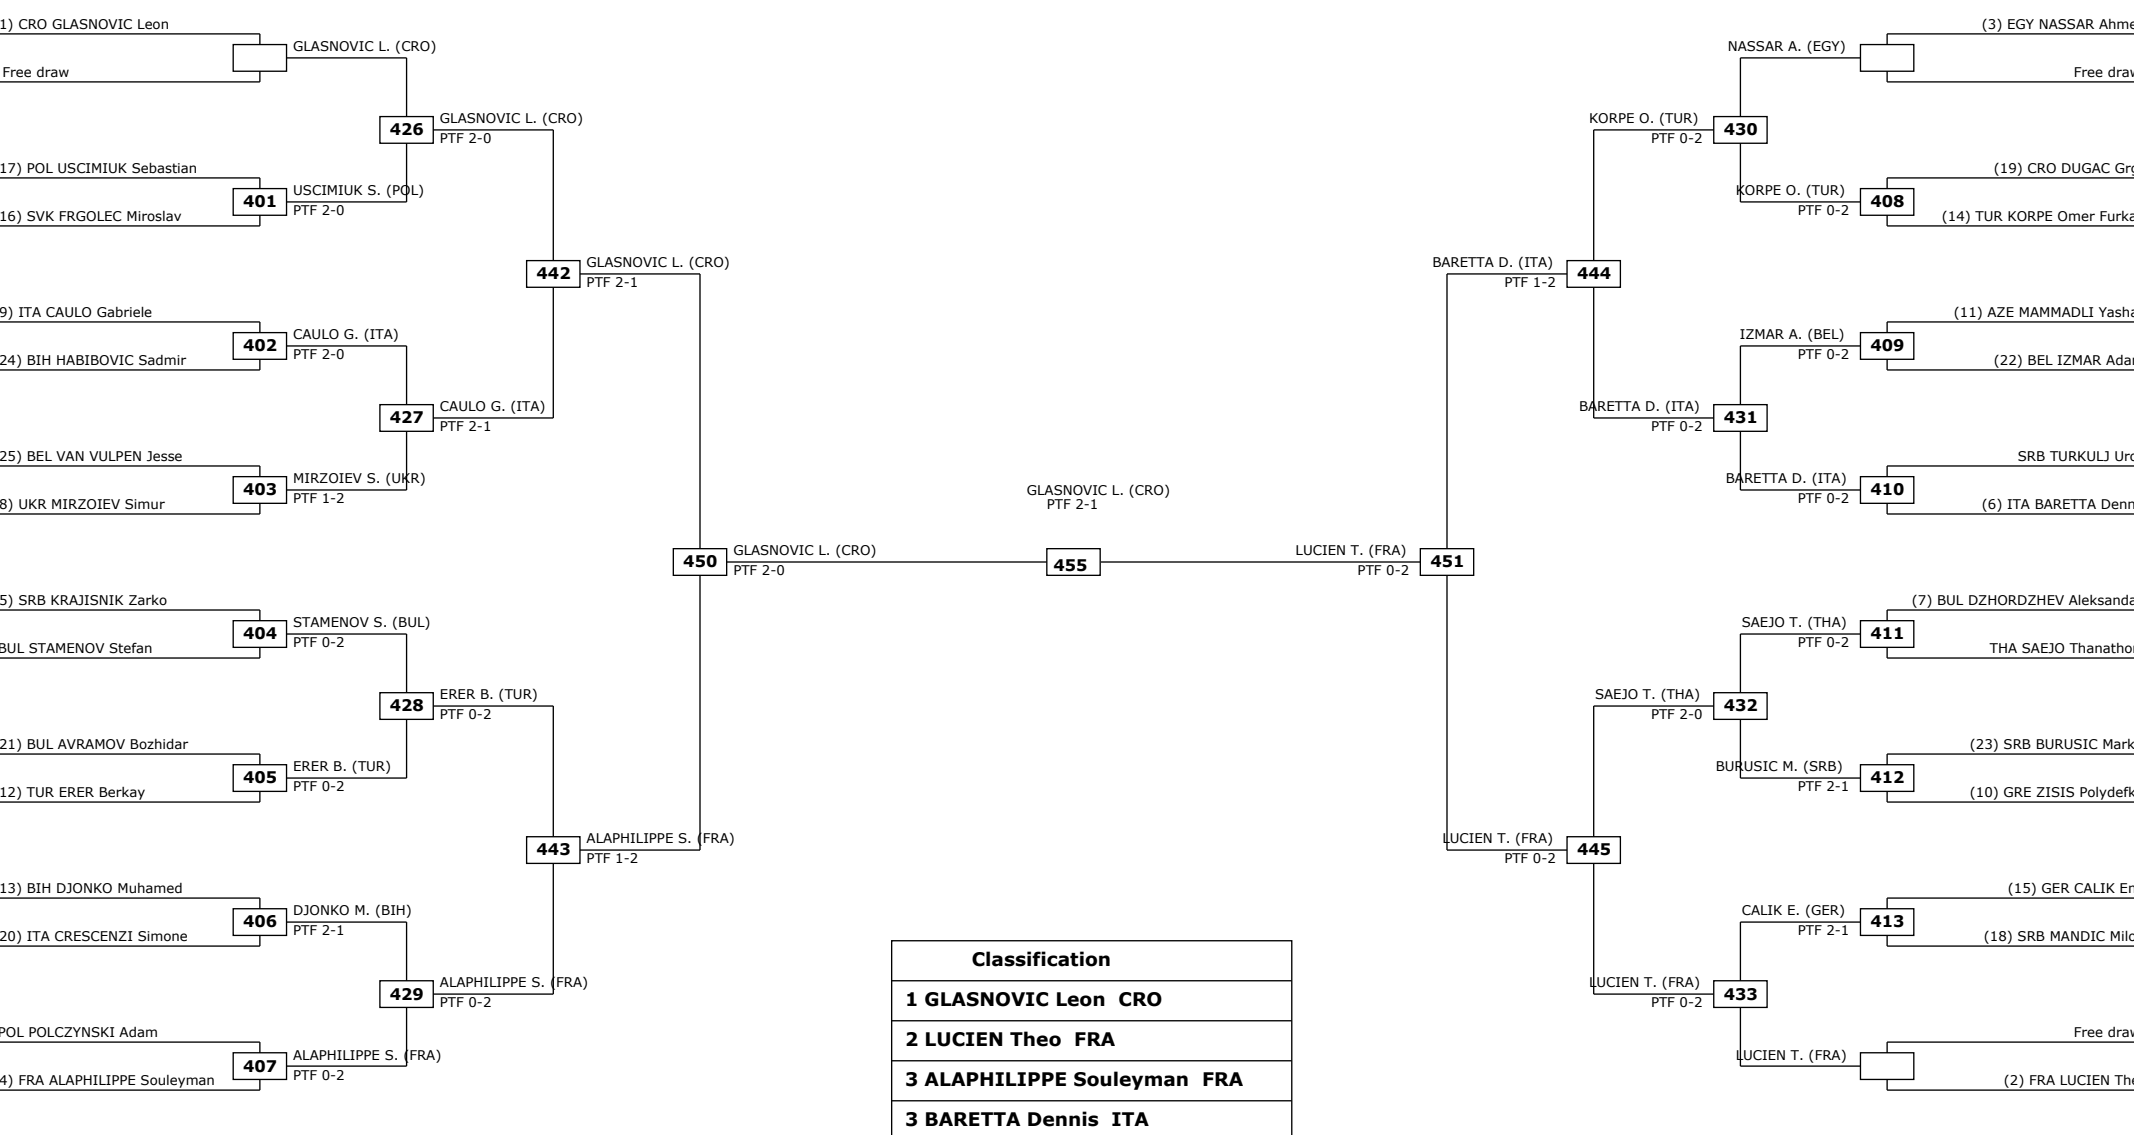 1) CRO GLASNOVIC Leon
Free draw
GLASNOVIC L. (CRO)
426
GLASNOVIC L. (CRO)
PTF 2-0
17) POL USCIMIUK Sebastian
16) SVK FRGOLEC Miroslav
401
USCIMIUK S. (POL)
PTF 2-0
442
GLASNOVIC L. (CRO)
PTF 2-1
9) ITA CAULO Gabriele
24) BIH HABIBOVIC Sadmir
402
CAULO G. (ITA)
PTF 2-0
427
CAULO G. (ITA)
PTF 2-1
25) BEL VAN VULPEN Jesse
8) UKR MIRZOIEV Simur
403
MIRZOIEV S. (UKR)
PTF 1-2
450
GLASNOVIC L. (CRO)
PTF 2-0
5) SRB KRAJISNIK Zarko
BUL STAMENOV Stefan
404
STAMENOV S. (BUL)
PTF 0-2
428
ERER B. (TUR)
PTF 0-2
21) BUL AVRAMOV Bozhidar
12) TUR ERER Berkay
405
ERER B. (TUR)
PTF 0-2
443
ALAPHILIPPE S. (FRA)
PTF 1-2
13) BIH DJONKO Muhamed
20) ITA CRESCENZI Simone
406
DJONKO M. (BIH)
PTF 2-1
429
ALAPHILIPPE S. (FRA)
PTF 0-2
POL POLCZYNSKI Adam
4) FRA ALAPHILIPPE Souleyman
407
ALAPHILIPPE S. (FRA)
PTF 0-2
GLASNOVIC L. (CRO)
PTF 2-1
455
(3) EGY NASSAR Ahme
Free draw
NASSAR A. (EGY)
KORPE O. (TUR)
PTF 0-2
430
(19) CRO DUGAC Grg
(14) TUR KORPE Omer Furka
KORPE O. (TUR)
PTF 0-2
408
BARETTA D. (ITA)
PTF 1-2
444
(11) AZE MAMMADLI Yasha
(22) BEL IZMAR Adar
IZMAR A. (BEL)
PTF 0-2
409
BARETTA D. (ITA)
PTF 0-2
431
SRB TURKULJ Uro
(6) ITA BARETTA Denn
BARETTA D. (ITA)
PTF 0-2
410
LUCIEN T. (FRA)
PTF 0-2
451
(7) BUL DZHORDZHEV Aleksanda
THA SAEJO Thanathor
SAEJO T. (THA)
PTF 0-2
411
SAEJO T. (THA)
PTF 2-0
432
(23) SRB BURUSIC Mark
(10) GRE ZISIS Polydefk
BURUSIC M. (SRB)
PTF 2-1
412
LUCIEN T. (FRA)
PTF 0-2
445
(15) GER CALIK En
(18) SRB MANDIC Milo
CALIK E. (GER)
PTF 2-1
413
LUCIEN T. (FRA)
PTF 0-2
433
Free draw
(2) FRA LUCIEN The
LUCIEN T. (FRA)
Classification
1 GLASNOVIC Leon CRO
2 LUCIEN Theo FRA
3 ALAPHILIPPE Souleyman FRA
3 BARETTA Dennis ITA